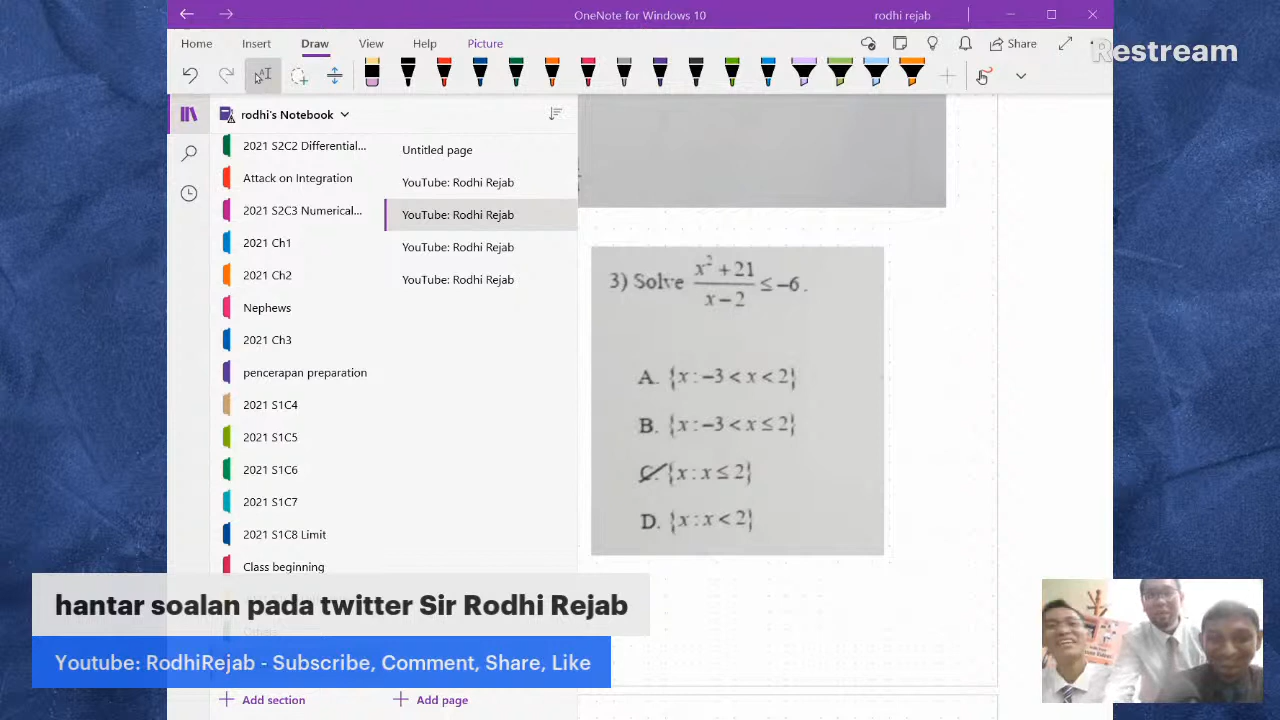 OneNote for Windows 10
rodhi rejab
Restream
Home Insert Draw View Help Picture
Share
rodhi's Notebook
2021 S2C2 Differential...
Attack on Integration
2021 S2C3 Numerical...
2021 Ch1
2021 Ch2
Nephews
2021 Ch3
pencerapan preparation
2021 S1C4
2021 S1C5
2021 S1C6
2021 S1C7
2021 S1C8 Limit
Class beginning
Untitled page
YouTube: Rodhi Rejab
YouTube: Rodhi Rejab
YouTube: Rodhi Rejab
YouTube: Rodhi Rejab
3) Solve (x² + 21)/(x − 2) ≤ −6.
A. {x : −3 < x < 2}
B. {x : −3 < x ≤ 2}
C. {x : x ≤ 2}
D. {x : x < 2}
hantar soalan pada twitter Sir Rodhi Rejab
Youtube: RodhiRejab - Subscribe, Comment, Share, Like
Add section
Add page